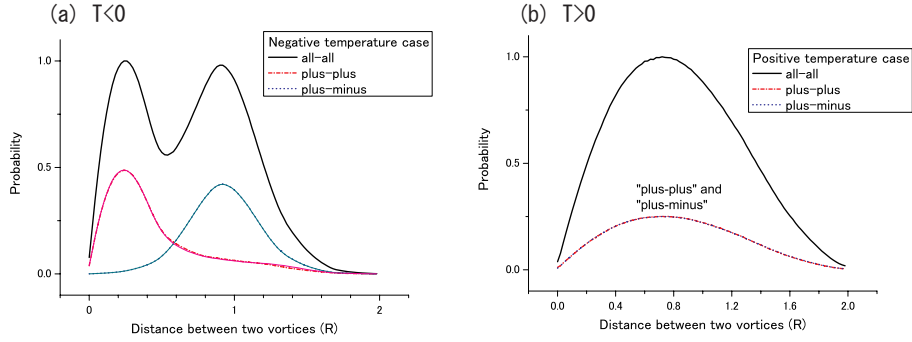 (a) T<0
Negative temperature case
all-all
plus-plus
plus-minus
1.0
0.5
0.0
Probability
0
1
2
Distance between two vortices (R)
(b) T>0
Positive temperature case
all-all
plus-plus
plus-minus
1.0
0.5
0.0
Probability
"plus-plus" and
"plus-minus"
0.0
0.4
0.8
1.2
1.6
2.0
Distance between two vortices (R)